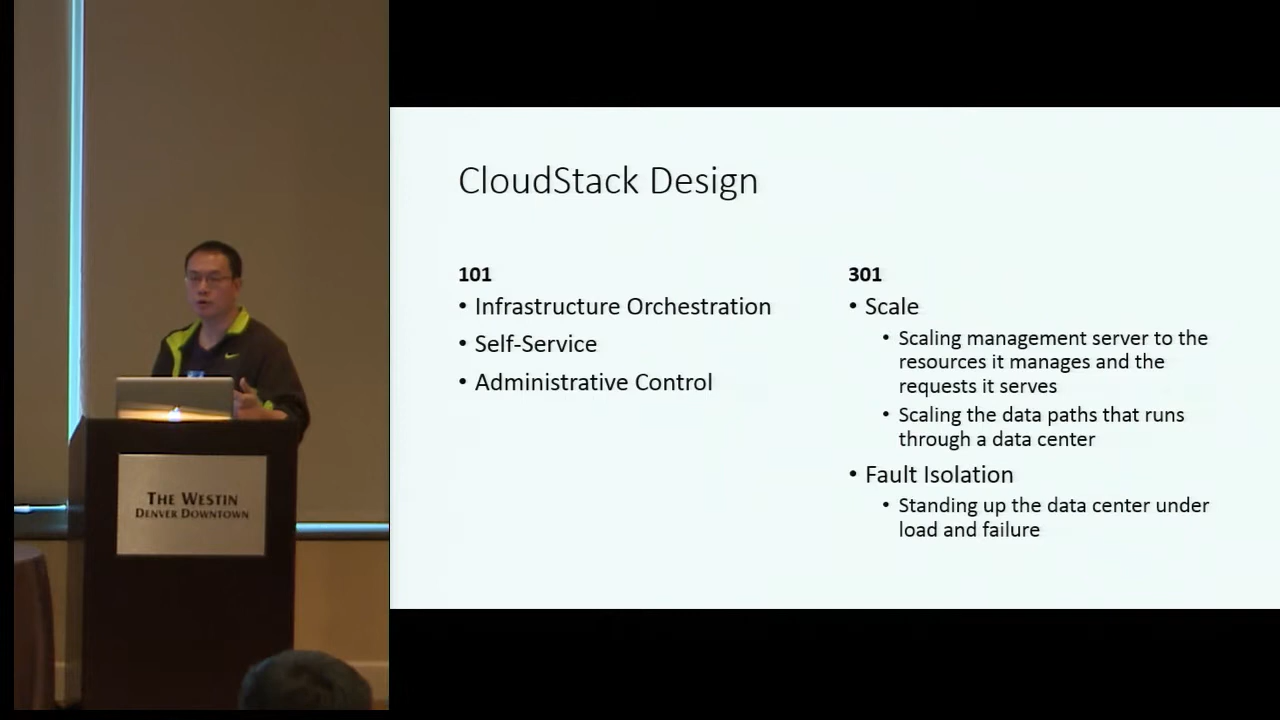 THE WESTIN
DENVER DOWNTOWN
CloudStack Design
101
• Infrastructure Orchestration
• Self-Service
• Administrative Control
301
• Scale
• Scaling management server to the
resources it manages and the
requests it serves
• Scaling the data paths that runs
through a data center
• Fault Isolation
• Standing up the data center under
load and failure